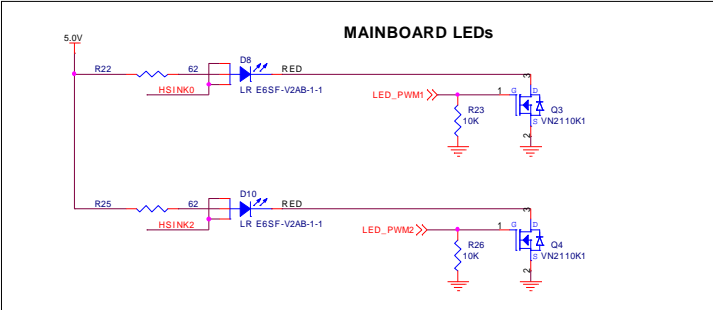 MAINBOARD LEDs
5.0V
R22 62 D8 RED
HSINK0 LR E6SF-V2AB-1-1
LED_PWM1 1 G D 3
R23 Q3
10K S VN2110K1
2
R25 62 D10 RED
HSINK2 LR E6SF-V2AB-1-1
LED_PWM2 1 G D 3
R26 Q4
10K S VN2110K1
2